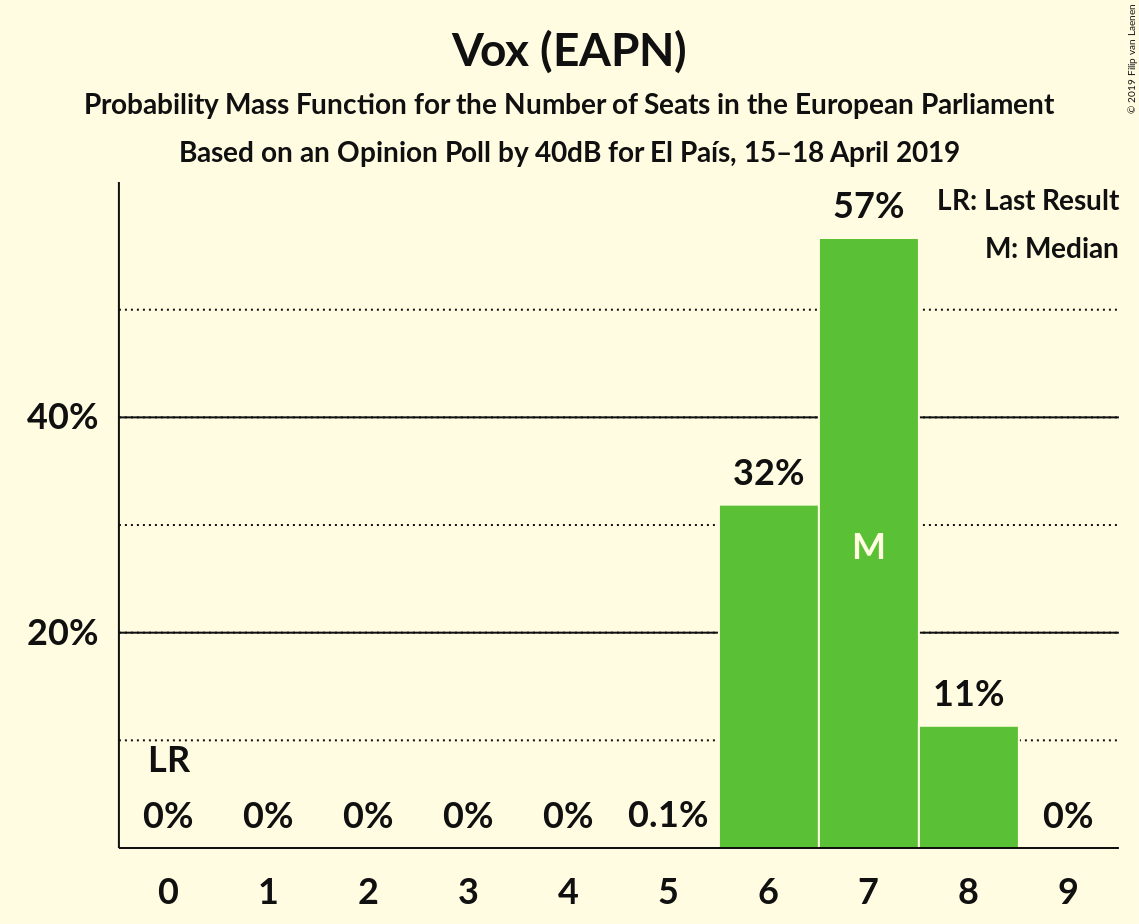 Vox (EAPN)
Probability Mass Function for the Number of Seats in the European Parliament
Based on an Opinion Poll by 40dB for El País, 15–18 April 2019
© 2019 Filip van Laenen
LR: Last Result
M: Median
57%
40%
32%
M
20%
11%
LR
0% 0% 0% 0% 0% 0.1% 0%
0 1 2 3 4 5 6 7 8 9